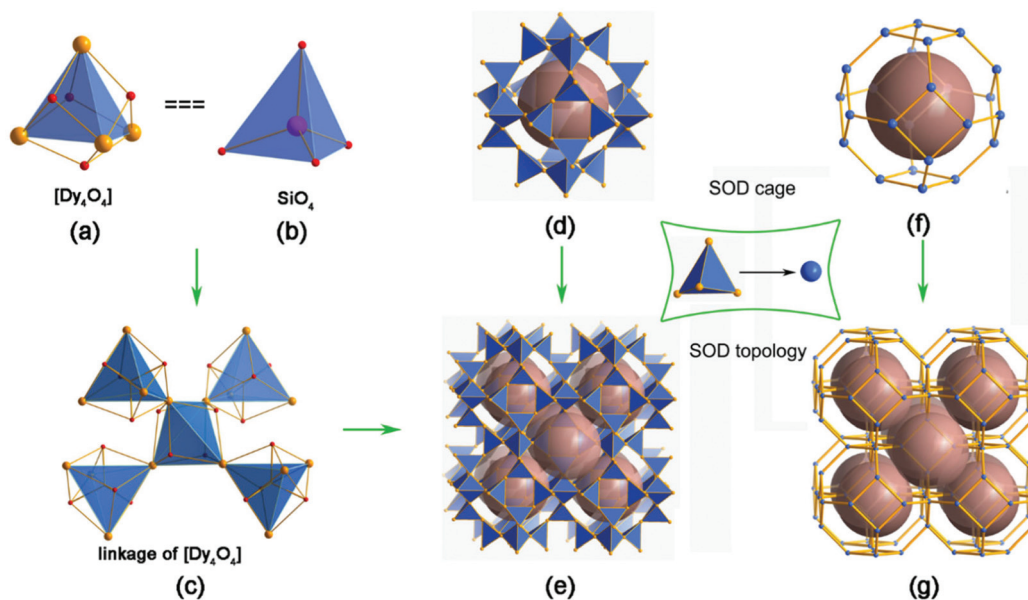 ===
[Dy₄O₄]
SiO₄
(a)
(b)
SOD cage
(d)
(f)
SOD topology
linkage of [Dy₄O₄]
(c)
(e)
(g)